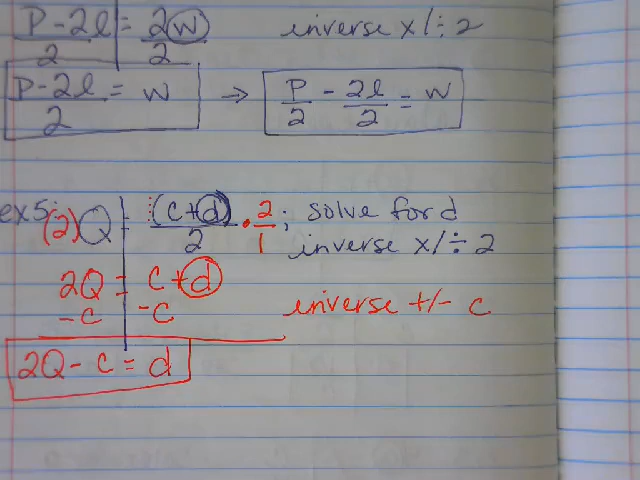 P-2l/2 = 2w/2 inverse x/÷ 2
P-2l/2 = w → P/2 - 2l/2 = w
ex5: (2)Q = (c+d)/2 · 2/1 ; solve for d
inverse x/÷ 2
2Q = c+d
-c -c inverse +/- c
2Q - c = d